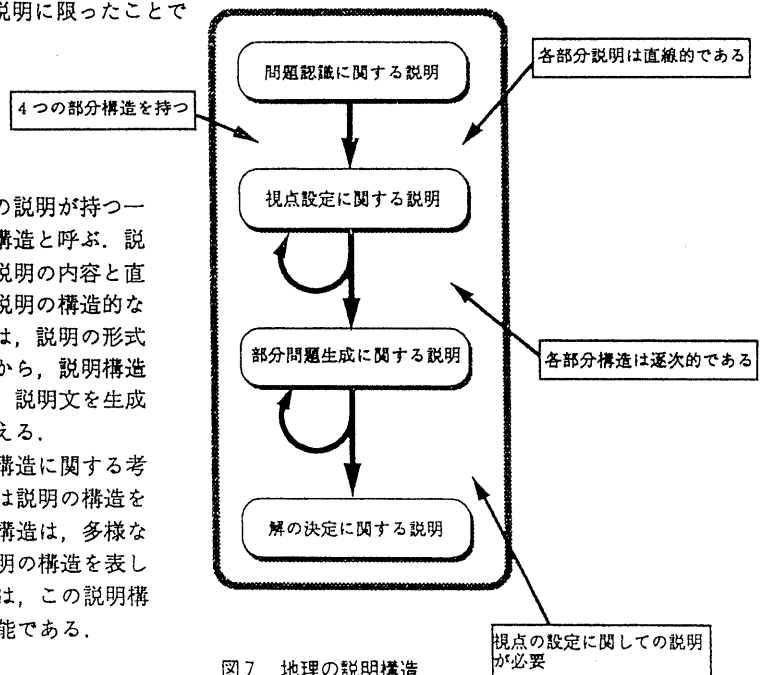 説明に限ったことで
の説明が持つ一
構造と呼ぶ．説
説明の内容と直
説明の構造的な
は，説明の形式
から，説明構造
説明文を生成
える．
構造に関する考
は説明の構造を
構造は，多様な
明の構造を表し
は，この説明構
能である．
4つの部分構造を持つ
問題認識に関する説明
各部分説明は直線的である
視点設定に関する説明
部分問題生成に関する説明
各部分構造は逐次的である
解の決定に関する説明
視点の設定に関しての説明
が必要
図7　地理の説明構造